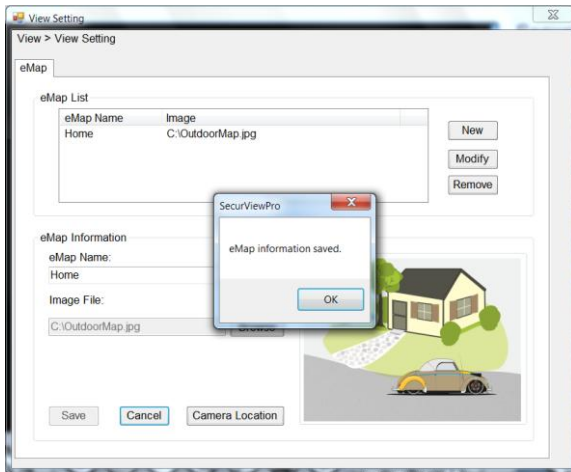 View Setting
View > View Setting
eMap
eMap List
eMap Name Image
Home C:\OutdoorMap.jpg
New
Modify
Remove
SecurViewPro
eMap information saved.
OK
eMap Information
eMap Name:
Home
Image File:
C:\OutdoorMap.jpg
Browse
Save Cancel Camera Location